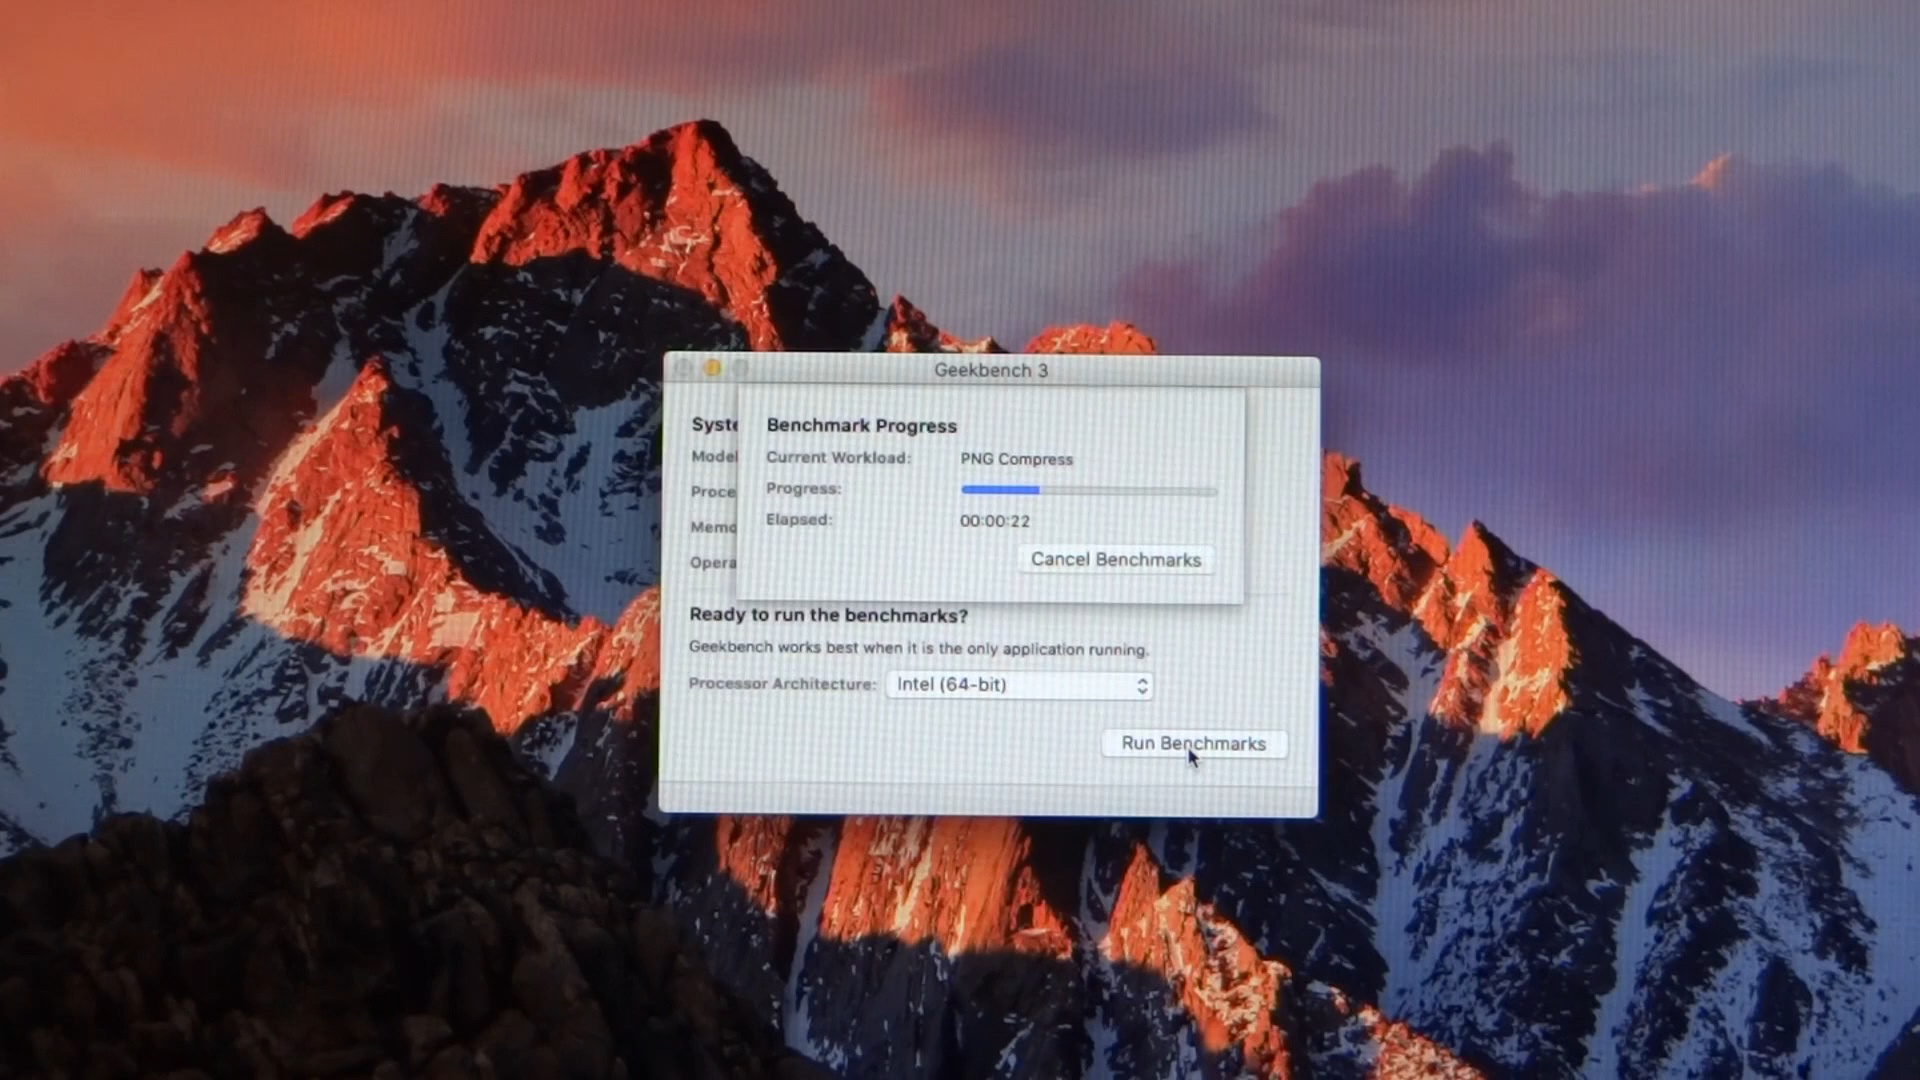 Geekbench 3
Syste
Benchmark Progress
Model
Current Workload: PNG Compress
Proce
Progress:
Memo
Elapsed: 00:00:22
Opera
Cancel Benchmarks
Ready to run the benchmarks?
Geekbench works best when it is the only application running.
Processor Architecture: Intel (64-bit)
Run Benchmarks